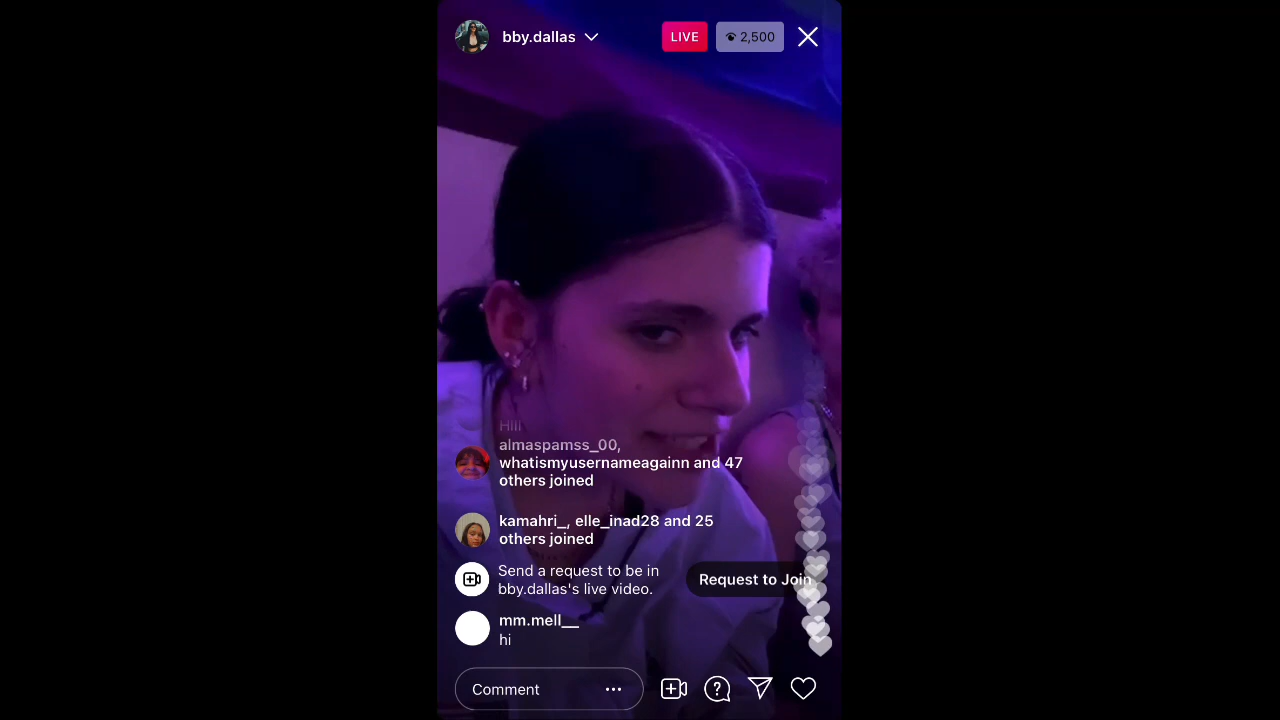 bby.dallas
LIVE
2,500
HIII
almaspamss_00,
whatismyusernameagainn and 47
others joined
kamahri_, elle_inad28 and 25
others joined
Send a request to be in
bby.dallas's live video.
Request to Join
mm.mell__
hi
Comment